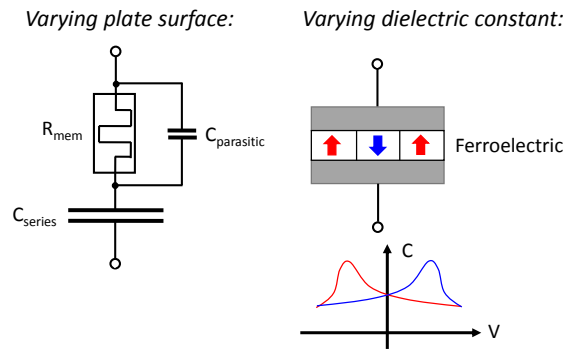 Varying plate surface:
Varying dielectric constant:
R_mem
C_parasitic
C_series
Ferroelectric
C
V